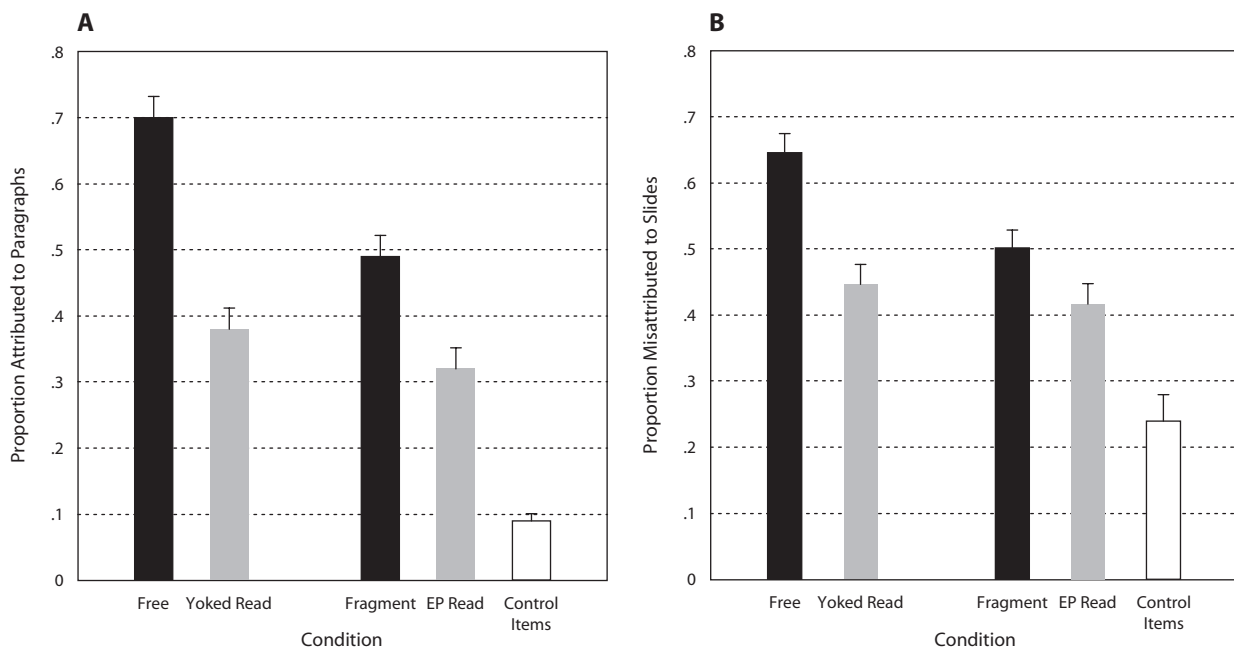 A
Proportion Attributed to Paragraphs
.8
.7
.6
.5
.4
.3
.2
.1
0
Free Yoked Read Fragment EP Read Control
Items
Condition
B
Proportion Misattributed to Slides
.8
.7
.6
.5
.4
.3
.2
.1
0
Free Yoked Read Fragment EP Read Control
Items
Condition